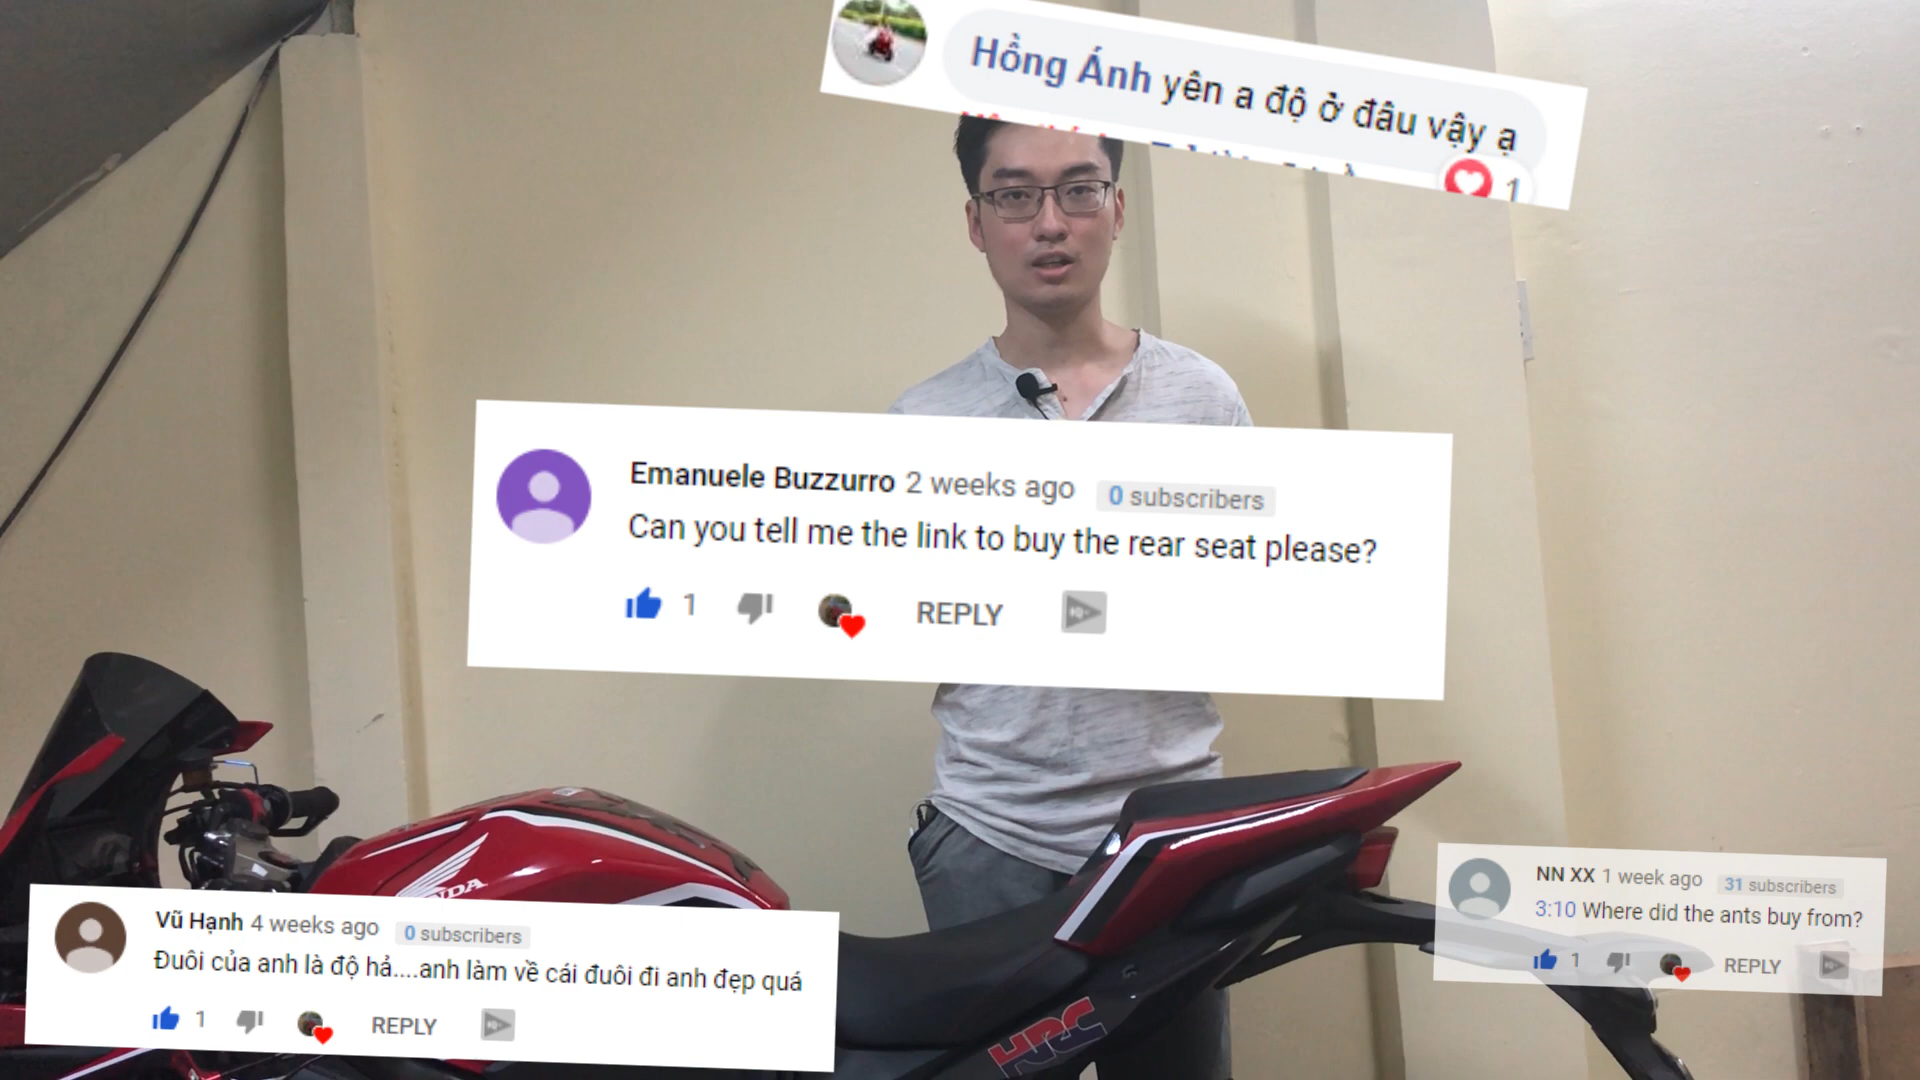 Hồng Ánh yên a độ ở đâu vậy ạ
1
Emanuele Buzzurro 2 weeks ago 0 subscribers
Can you tell me the link to buy the rear seat please?
1 REPLY
NN XX 1 week ago 31 subscribers
3:10 Where did the ants buy from?
1 REPLY
Vũ Hạnh 4 weeks ago 0 subscribers
Đuôi của anh là độ hả....anh làm về cái đuôi đi anh đẹp quá
1 REPLY
HRC